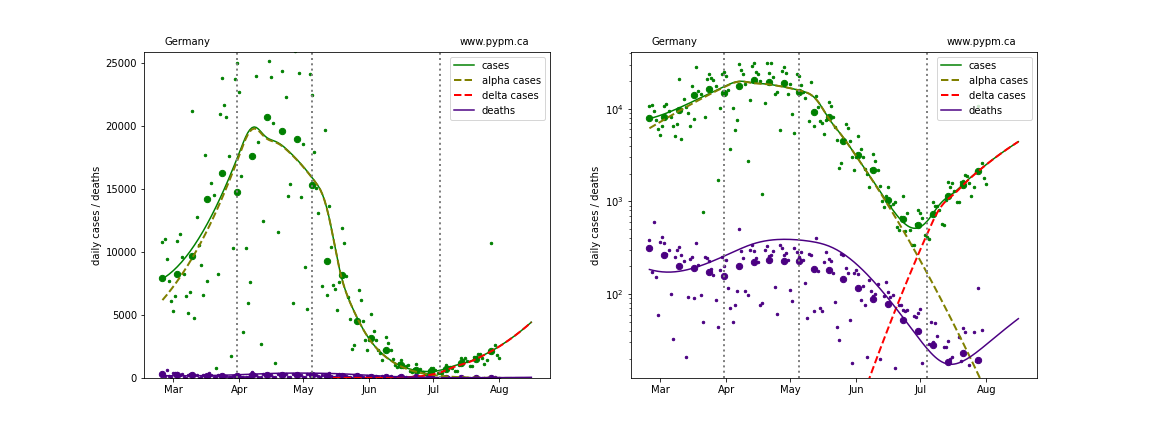 Germany www.pypm.ca
cases
alpha cases
delta cases
deaths
daily cases / deaths
25000
20000
15000
10000
5000
0
Mar Apr May Jun Jul Aug
Germany www.pypm.ca
cases
alpha cases
delta cases
deaths
daily cases / deaths
10⁴
10³
10²
Mar Apr May Jun Jul Aug